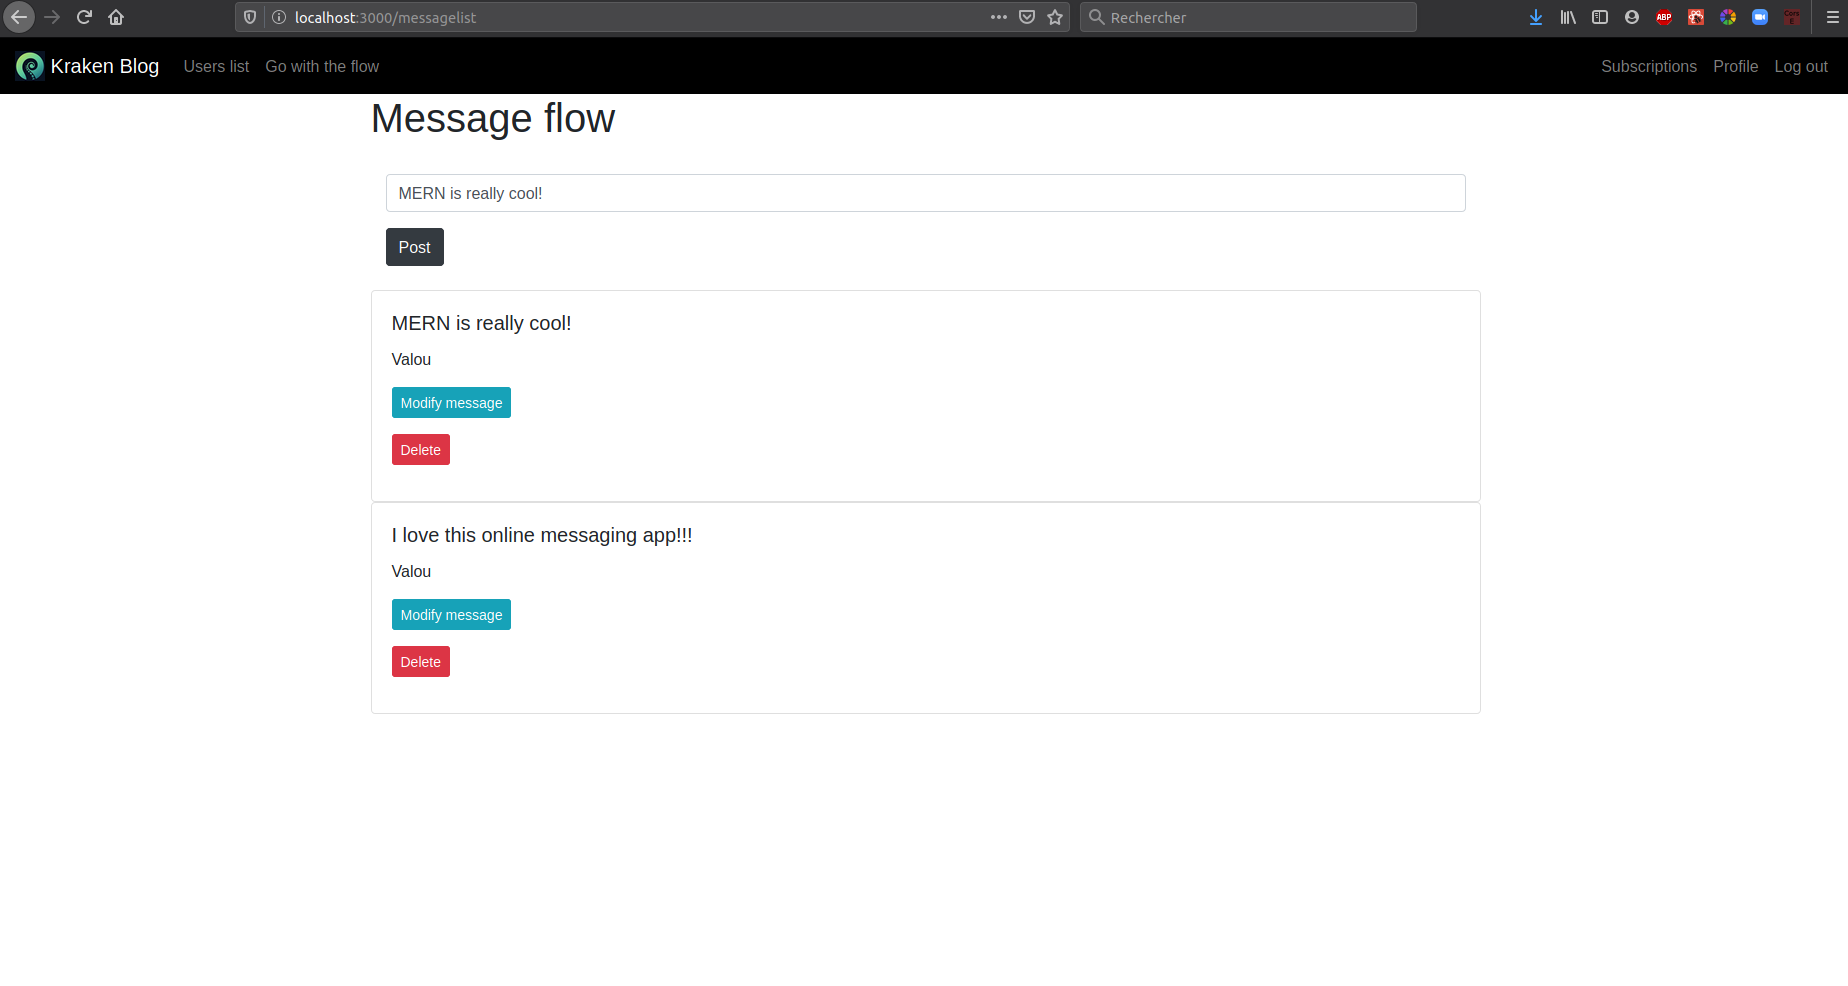 localhost:3000/messagelist
Rechercher
ABP
Kraken Blog Users list Go with the flow Subscriptions Profile Log out
Message flow
MERN is really cool!
Post
MERN is really cool!
Valou
Modify message
Delete
I love this online messaging app!!!
Valou
Modify message
Delete